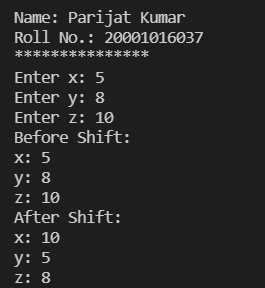 Name: Parijat Kumar
Roll No.: 20001016037
***************
Enter x: 5
Enter y: 8
Enter z: 10
Before Shift:
x: 5
y: 8
z: 10
After Shift:
x: 10
y: 5
z: 8